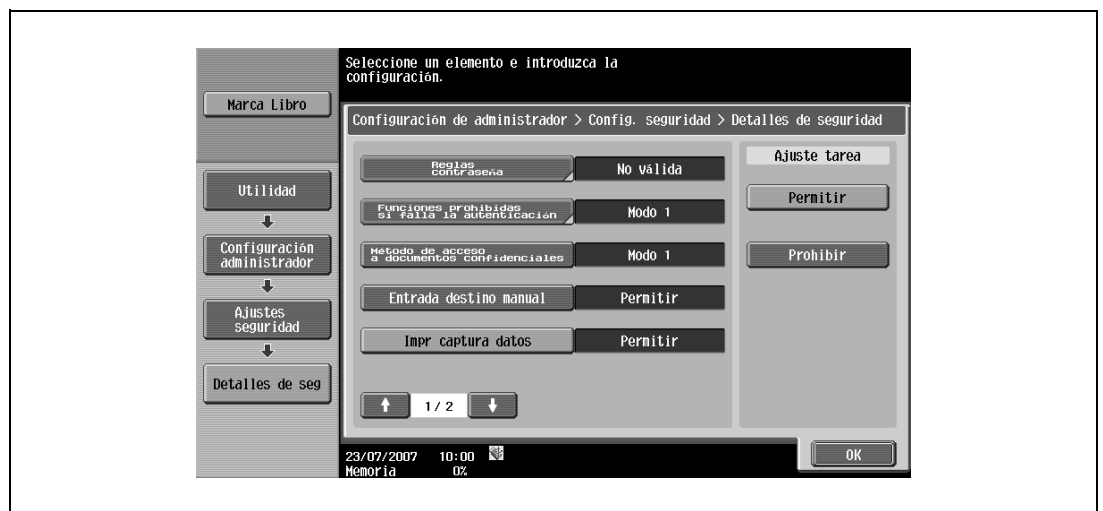 Seleccione un elemento e introduzca la
configuración.
Marca Libro
Configuración de administrador > Config. seguridad > Detalles de seguridad
Ajuste tarea
Reglas
contraseña
No válida
Permitir
Utilidad
Funciones prohibidas
si falla la autenticación
Modo 1
Configuración
administrador
Método de acceso
a documentos confidenciales
Modo 1
Prohibir
Entrada destino manual
Permitir
Ajustes
seguridad
Impr captura datos
Permitir
Detalles de seg
1/ 2
23/07/2007 10:00
Memoria 0%
OK